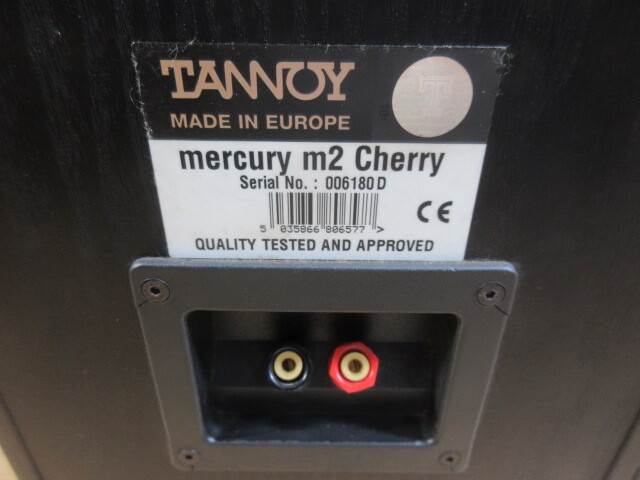 TANNOY
T
MADE IN EUROPE
mercury m2 Cherry
Serial No. : 006180 D
5 035866 806577 >
CE
QUALITY TESTED AND APPROVED